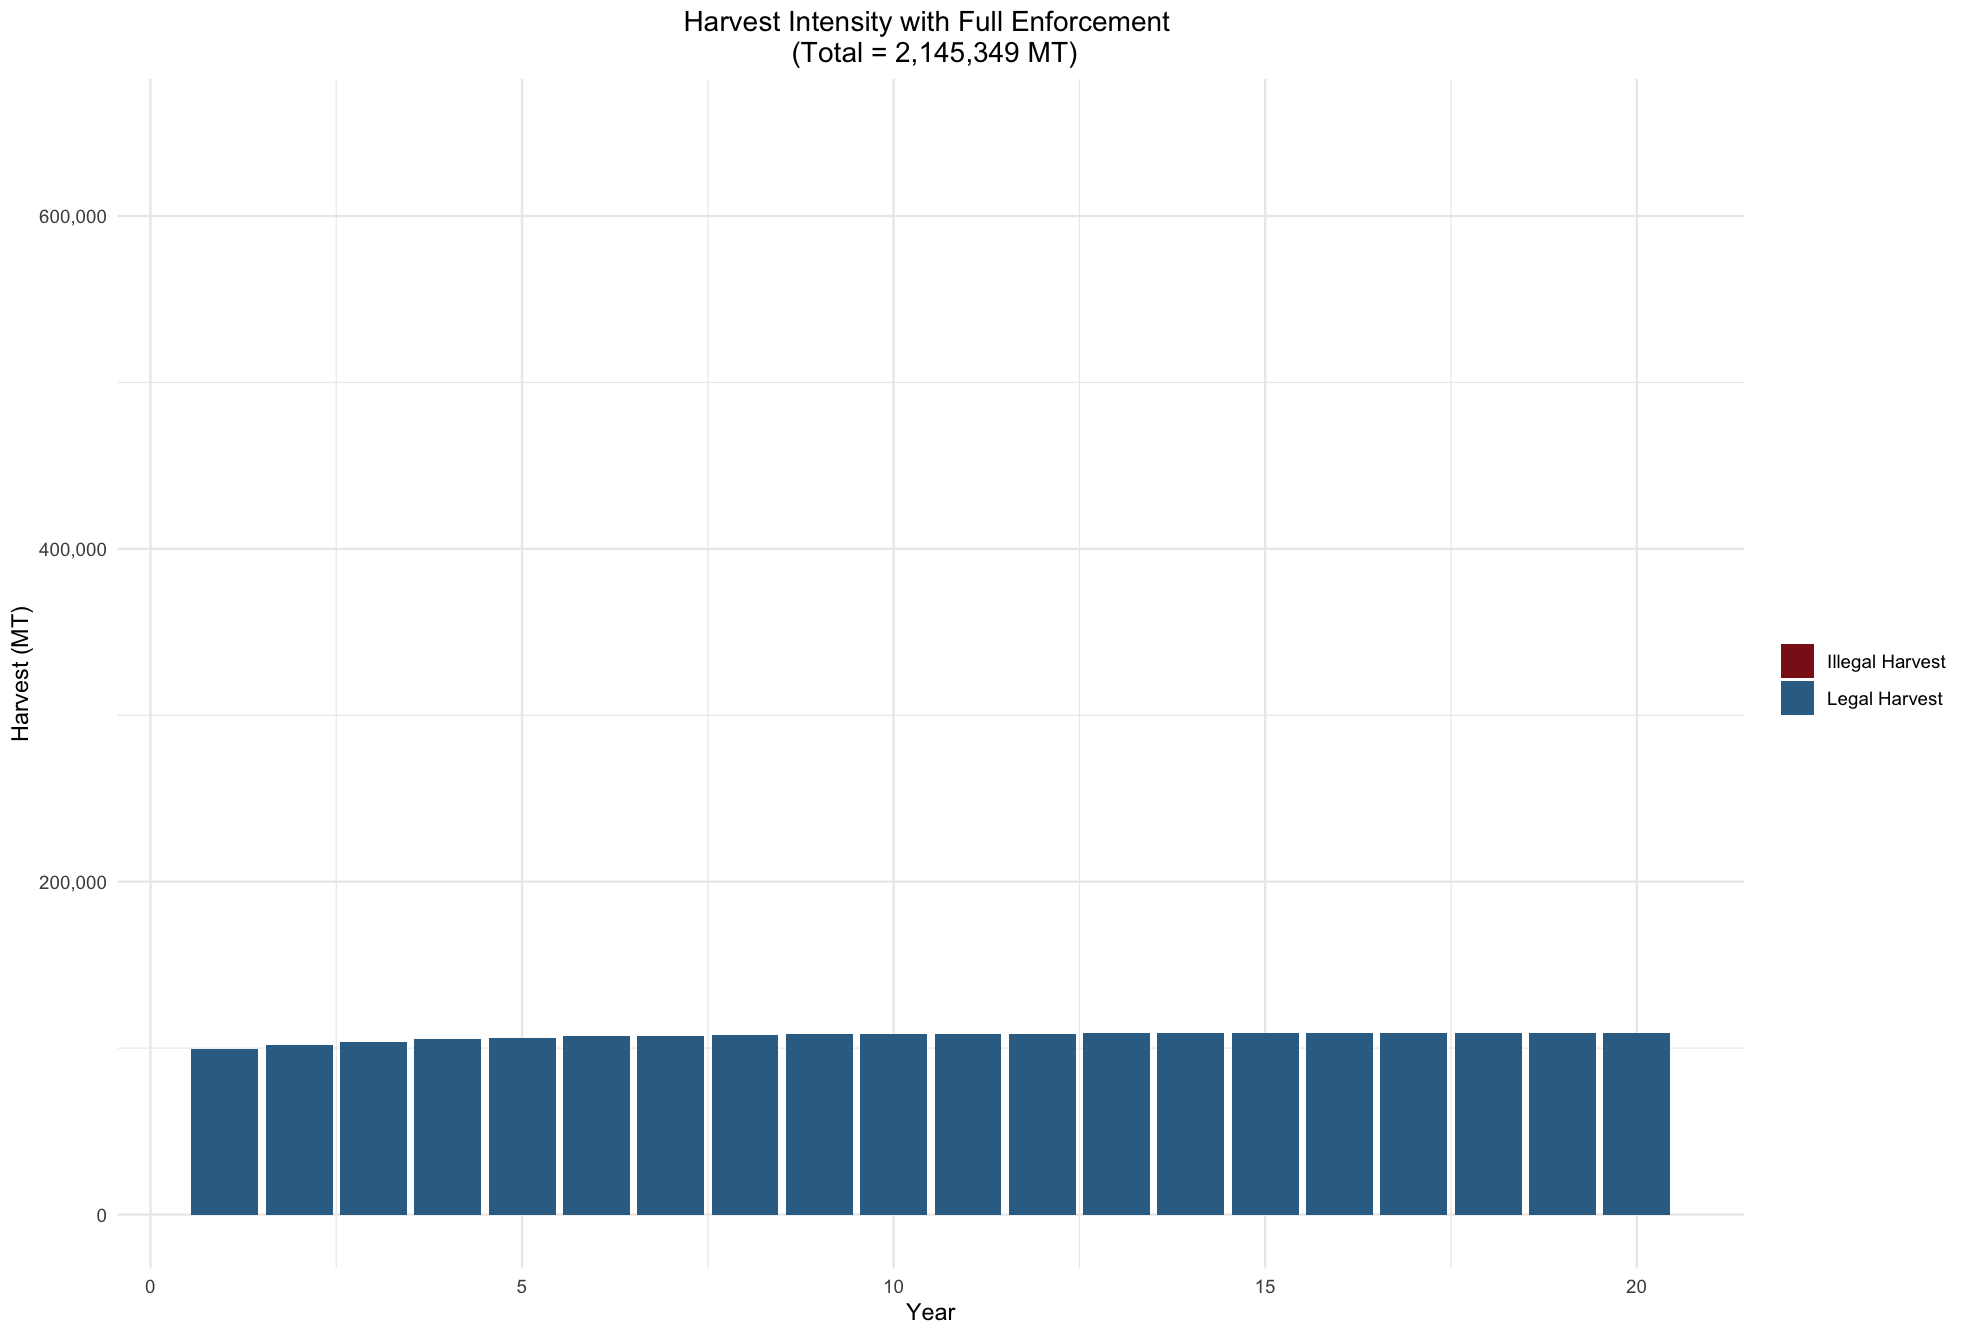 Harvest Intensity with Full Enforcement
(Total = 2,145,349 MT)
Harvest (MT)
600,000
400,000
200,000
0
0 5 10 15 20
Year
Illegal Harvest
Legal Harvest